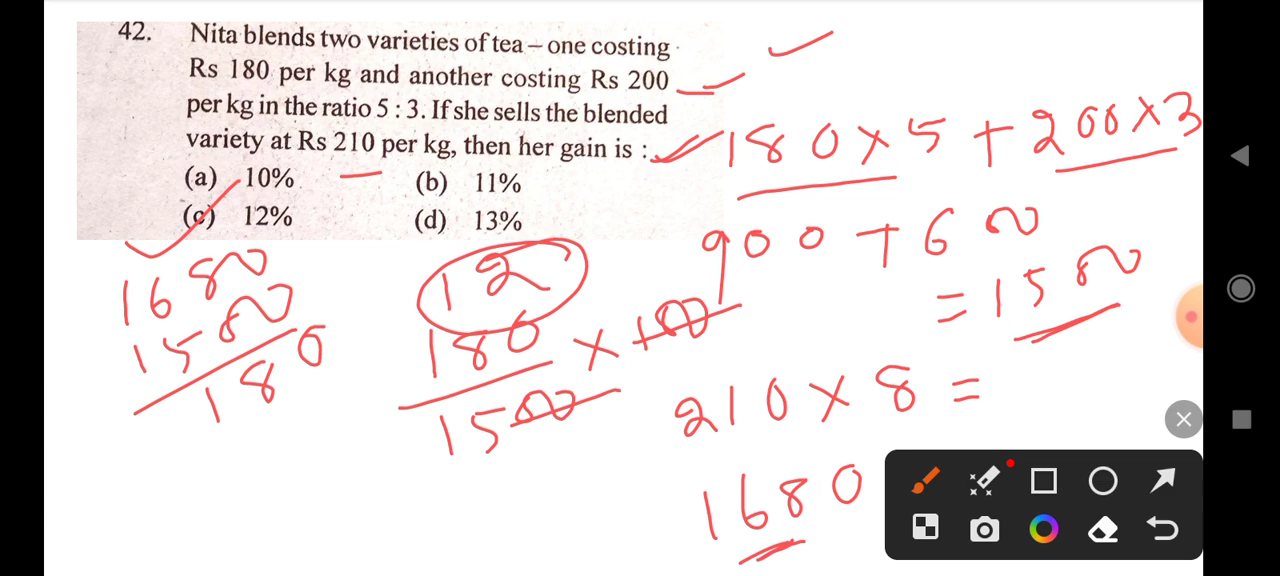 42. Nita blends two varieties of tea – one costing
Rs 180 per kg and another costing Rs 200
per kg in the ratio 5 : 3. If she sells the blended
variety at Rs 210 per kg, then her gain is :
(a) 10% (b) 11%
(c) 12% (d) 13%
180 × 5 + 200 × 3
900 + 600
= 1500
210 × 8 =
1680
1680
1500
180
12
180 × 100
1500